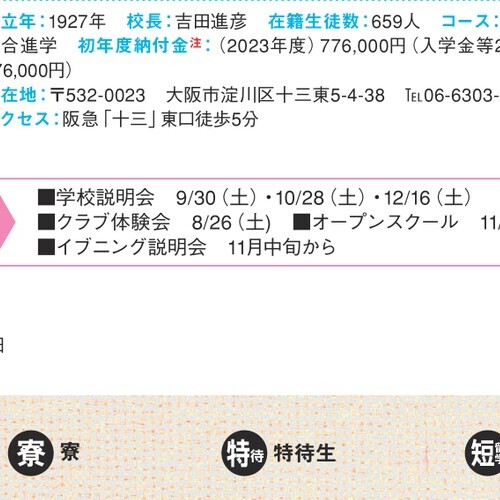 立年：1927年　校長：吉田進彦　在籍生徒数：659人　コース：
合進学　初年度納付金注：（2023年度）776,000円（入学金等2
76,000円）
在地：〒532-0023　大阪市淀川区十三東5-4-38　TEL06-6303-
クセス：阪急「十三」東口徒歩5分
■学校説明会　9/30（土）・10/28（土）・12/16（土）
■クラブ体験会　8/26（土）　■オープンスクール　11/
■イブニング説明会　11月中旬から
寮 寮　特待 特待生　短